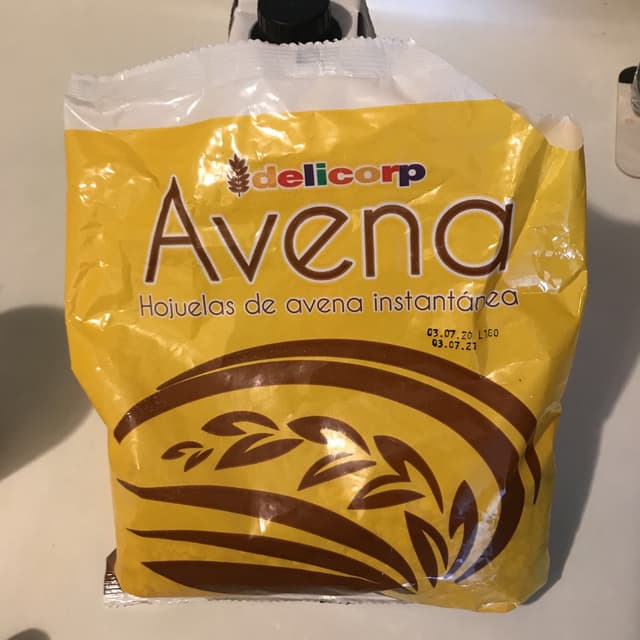 delicorp
Avena
Hojuelas de avena instantánea
03.07.20 L160
03.07.21